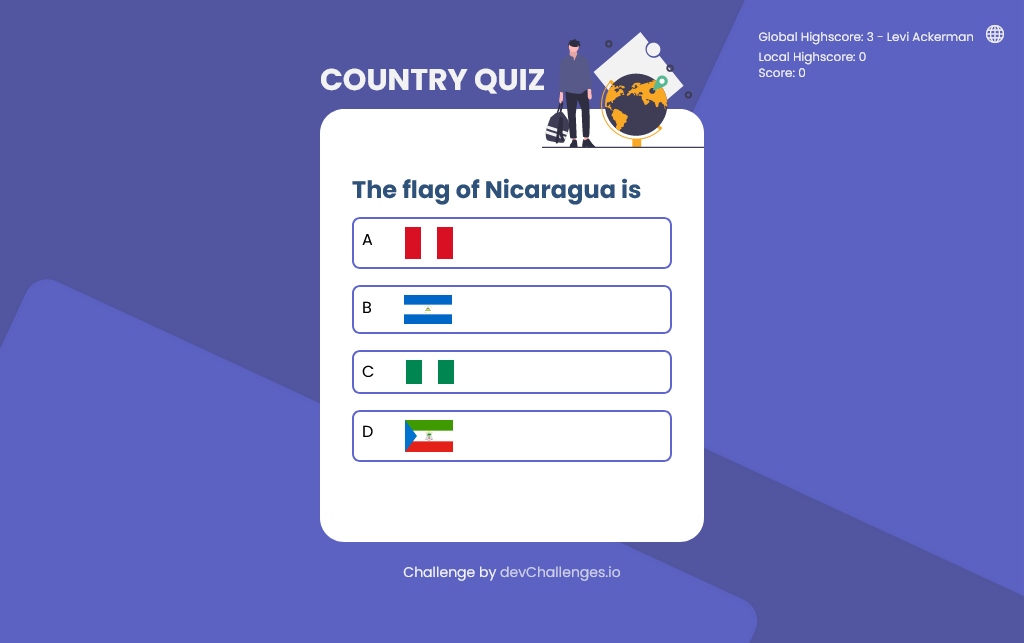 Global Highscore: 3 - Levi Ackerman
Local Highscore: 0
Score: 0
COUNTRY QUIZ
The flag of Nicaragua is
A
B
C
D
Challenge by devChallenges.io